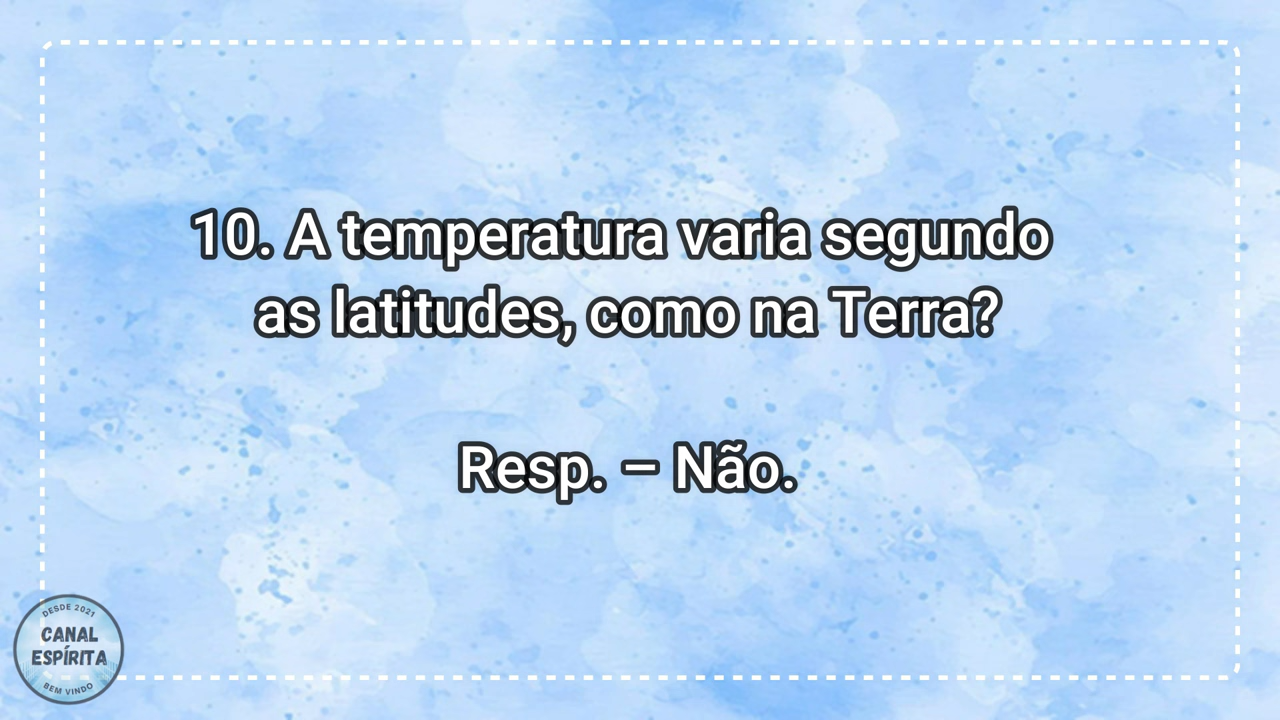 10. A temperatura varia segundo
as latitudes, como na Terra?
Resp. – Não.
DESDE 2021
CANAL
ESPÍRITA
BEM VINDO